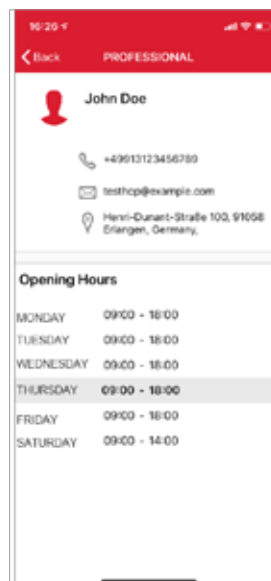 16:26
Back PROFESSIONAL
John Doe
+49913123456789
testhcp@example.com
Henri-Dunant-Straße 100, 91058
Erlangen, Germany,
Opening Hours
MONDAY 09:00 - 18:00
TUESDAY 09:00 - 18:00
WEDNESDAY 09:00 - 18:00
THURSDAY 09:00 - 18:00
FRIDAY 09:00 - 18:00
SATURDAY 09:00 - 14:00